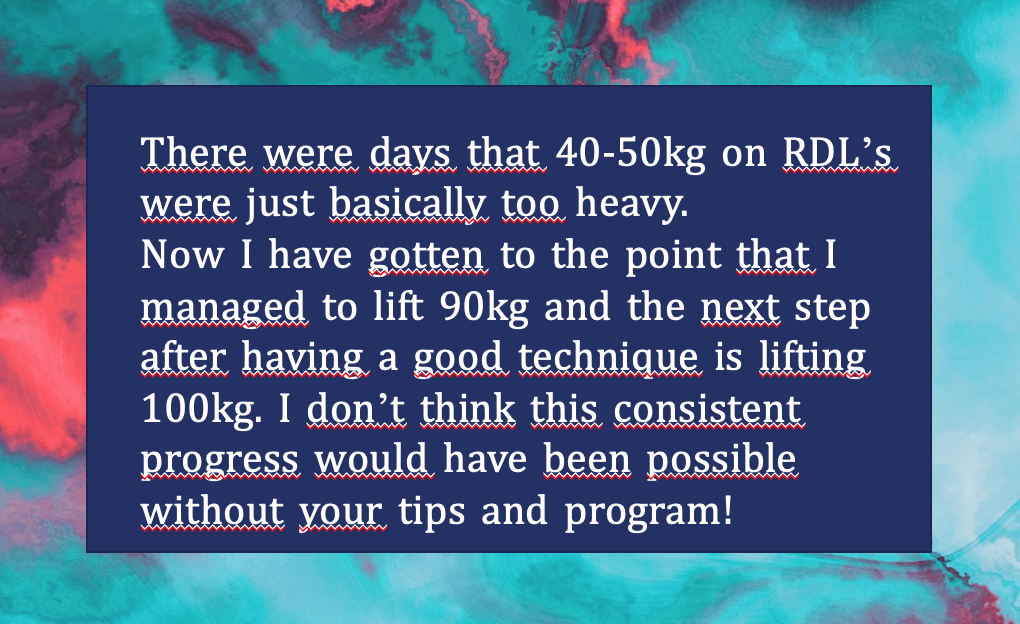 There were days that 40-50kg on RDL’s
were just basically too heavy.
Now I have gotten to the point that I
managed to lift 90kg and the next step
after having a good technique is lifting
100kg. I don’t think this consistent
progress would have been possible
without your tips and program!